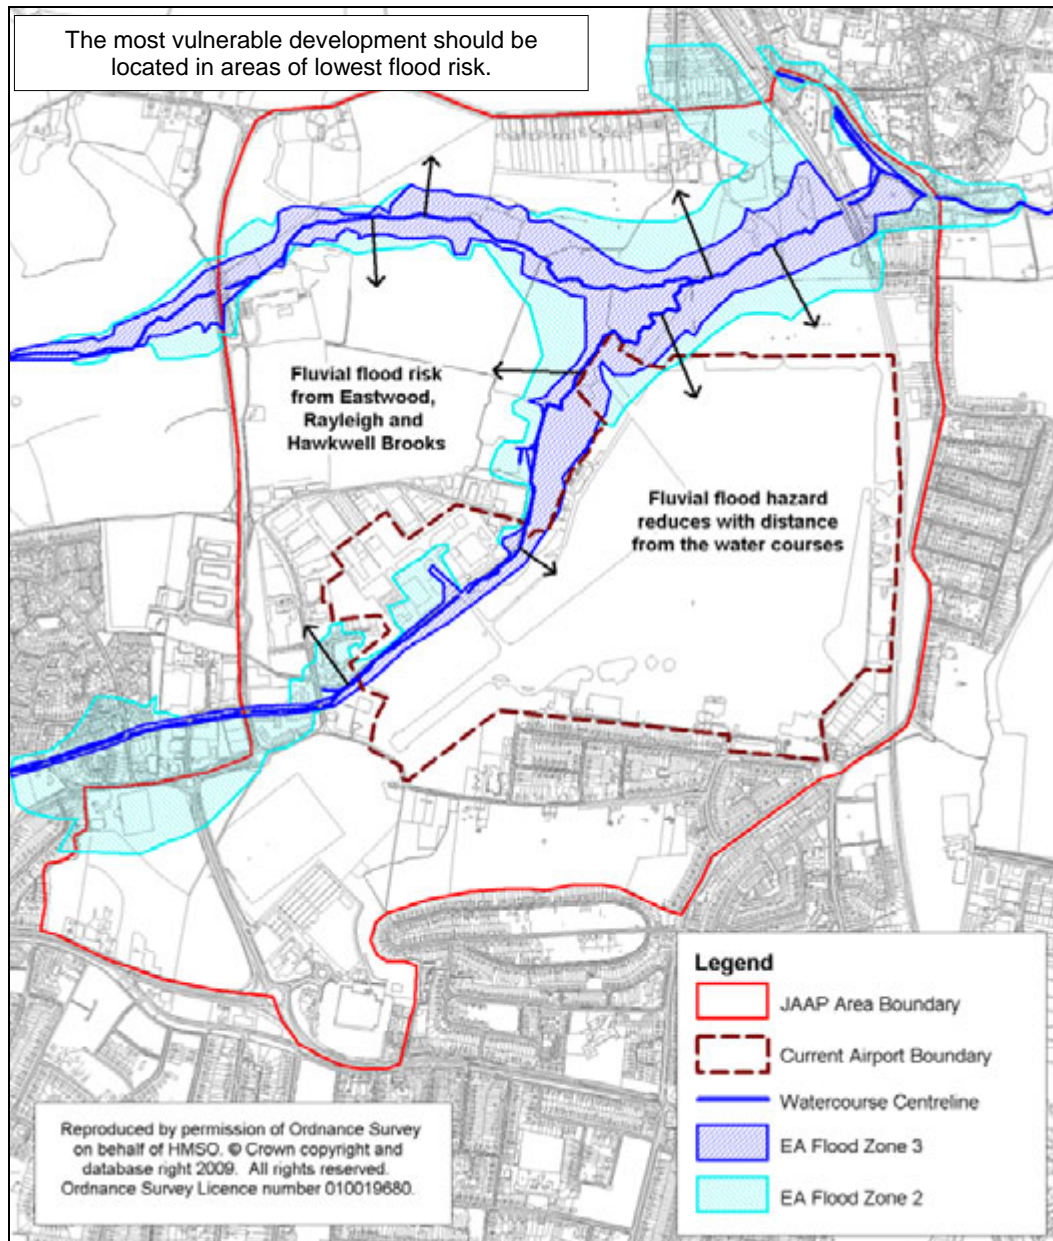 The most vulnerable development should be
located in areas of lowest flood risk.
Fluvial flood risk
from Eastwood,
Rayleigh and
Hawkwell Brooks
Fluvial flood hazard
reduces with distance
from the water courses
Legend
JAAP Area Boundary
Current Airport Boundary
Watercourse Centreline
EA Flood Zone 3
EA Flood Zone 2
Reproduced by permission of Ordnance Survey
on behalf of HMSO. © Crown copyright and
database right 2009. All rights reserved.
Ordnance Survey Licence number 010019680.